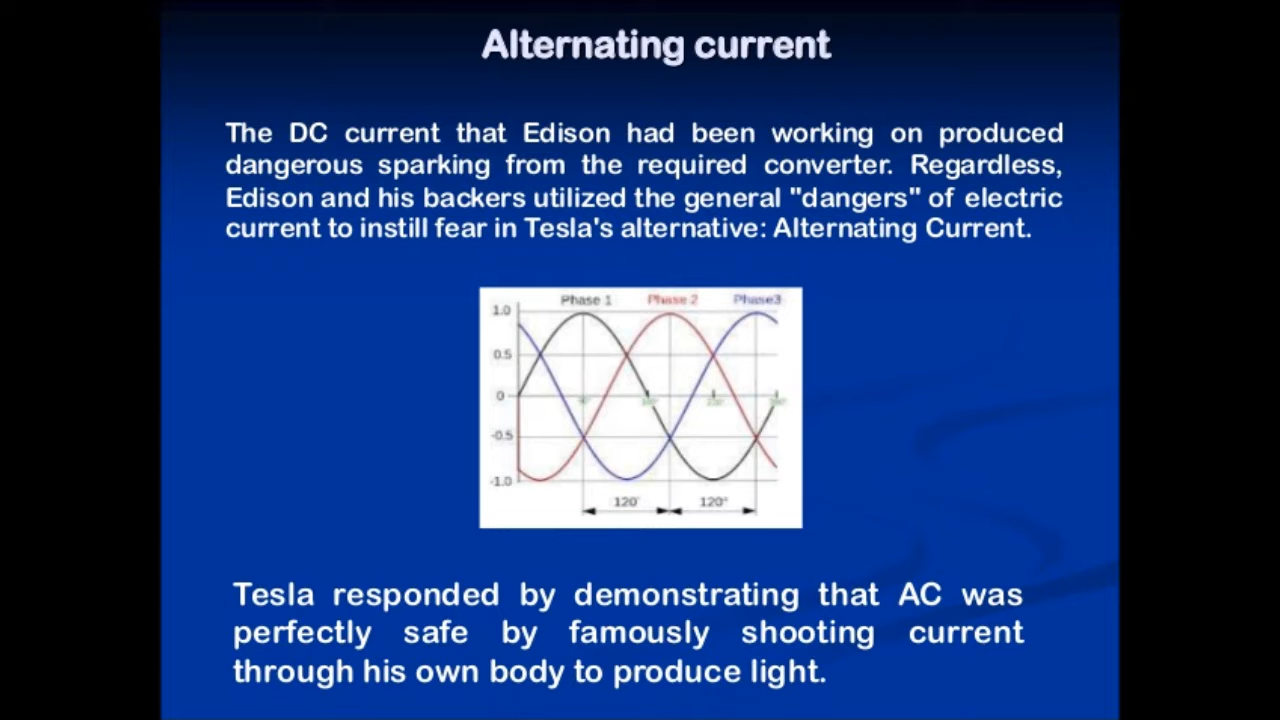 Alternating current
The DC current that Edison had been working on produced
dangerous sparking from the required converter. Regardless,
Edison and his backers utilized the general "dangers" of electric
current to instill fear in Tesla's alternative: Alternating Current.
Phase 1 Phase 2 Phase3
1.0
0.5
0
-0.5
-1.0
120° 120°
Tesla responded by demonstrating that AC was
perfectly safe by famously shooting current
through his own body to produce light.